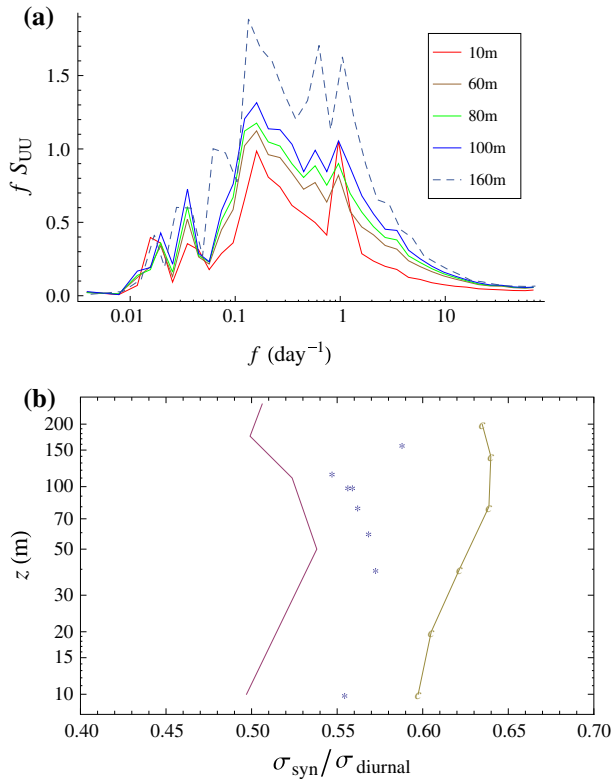 (a)
f S_UU
1.5
1.0
0.5
0.0
10m
60m
80m
100m
160m
0.01 0.1 1 10
f (day⁻¹)
(b)
z (m)
200
150
100
70
50
30
20
15
10
* * * * * * * *
c c c c c c
0.40 0.45 0.50 0.55 0.60 0.65 0.70
σ_syn/σ_diurnal